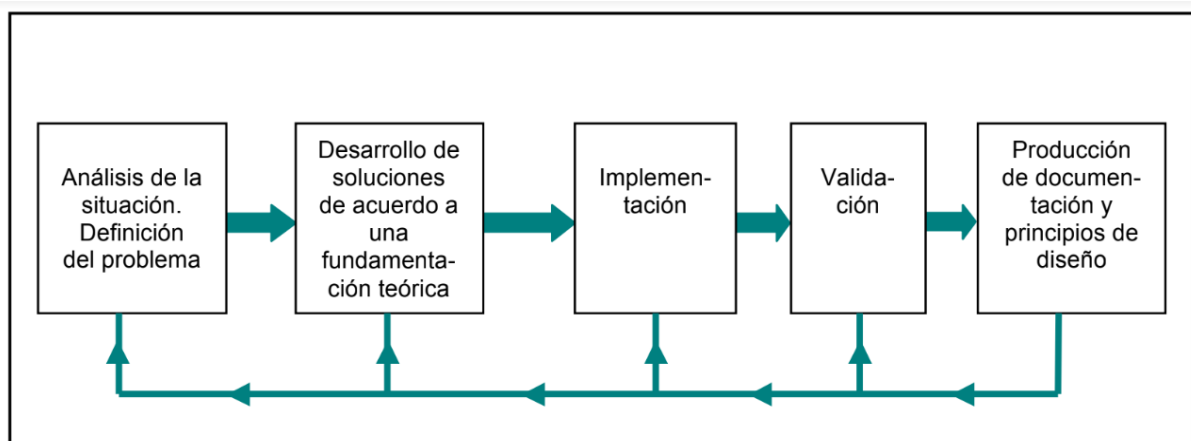 Análisis de la
situación.
Definición
del problema
Desarrollo de
soluciones
de acuerdo a
una
fundamenta-
ción teórica
Implemen-
tación
Valida-
ción
Producción
de documen-
tación y
principios de
diseño